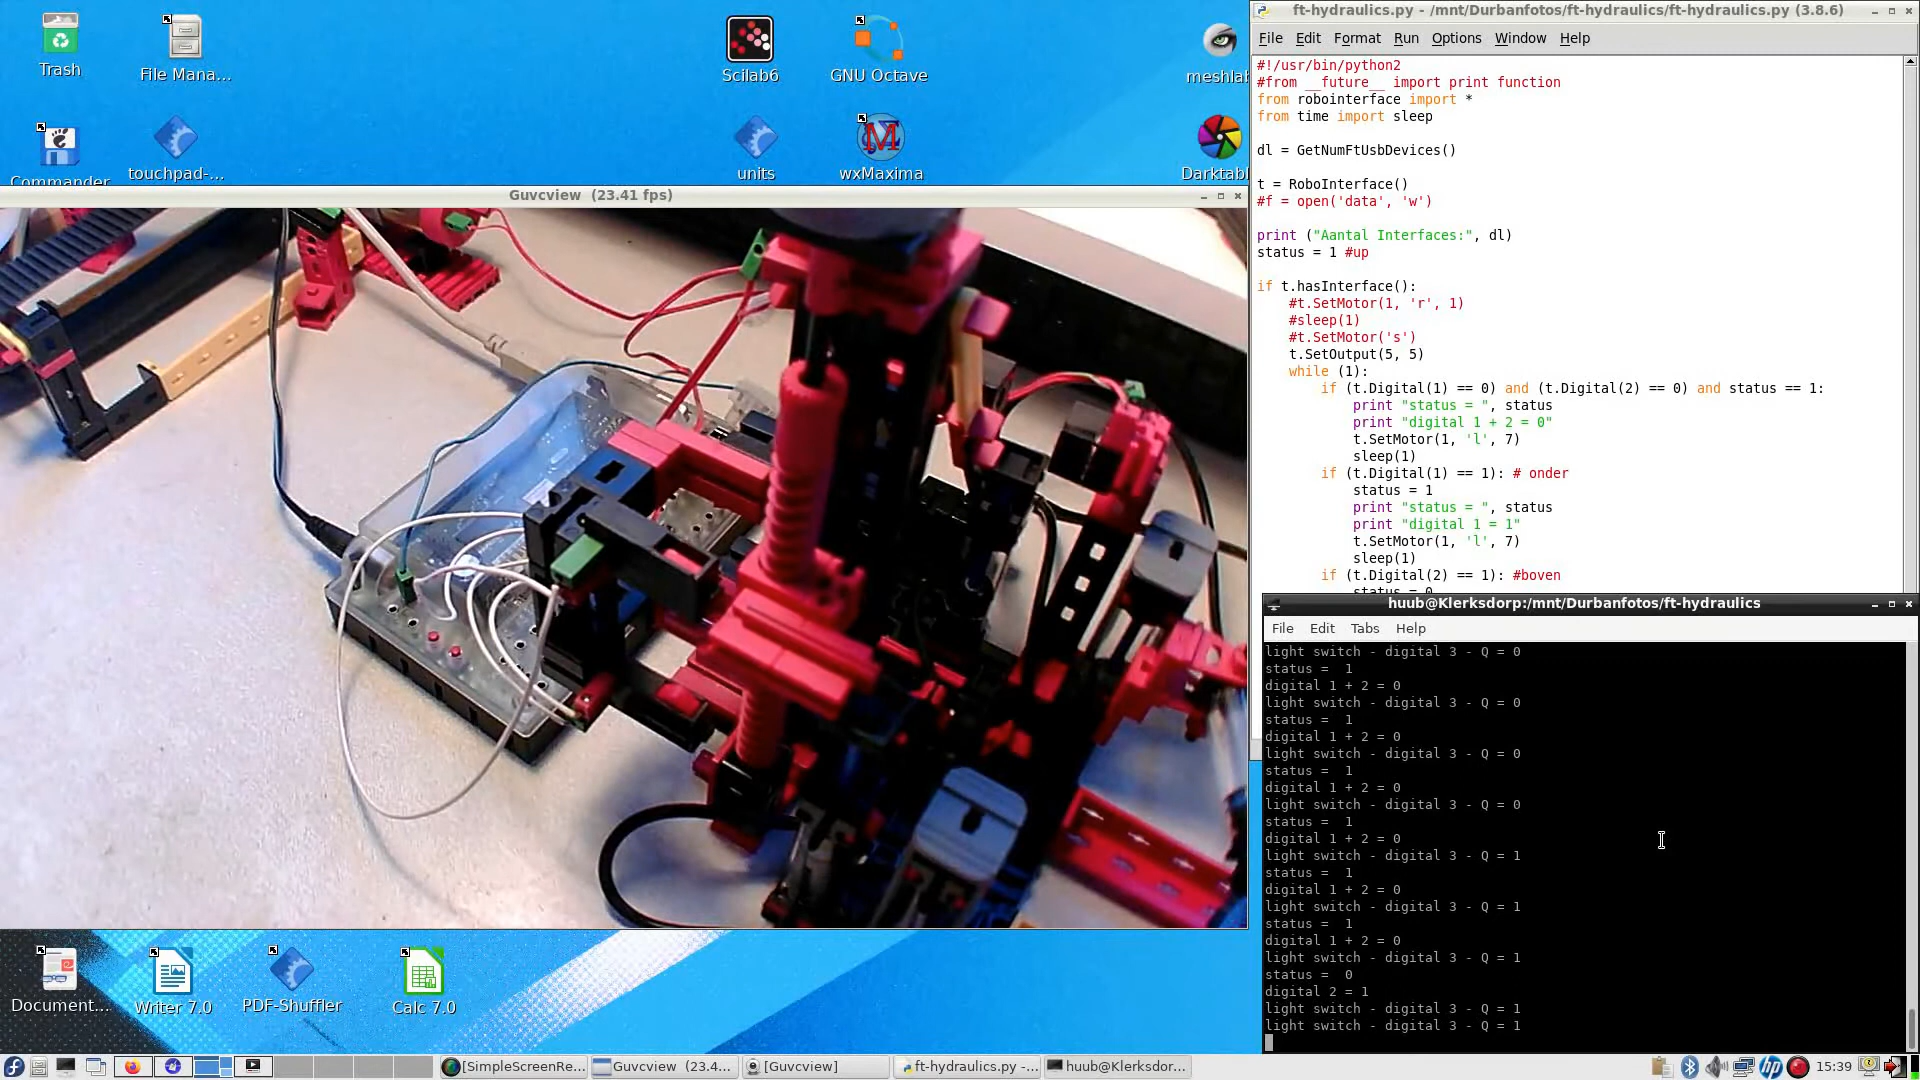 Trash
File Mana...
Scilab6
GNU Octave
meshlab
Commander
touchpad-...
units
wxMaxima
Darktabl
Guvcview (23.41 fps)
ft-hydraulics.py - /mnt/Durbanfotos/ft-hydraulics/ft-hydraulics.py (3.8.6)
File Edit Format Run Options Window Help
#!/usr/bin/python2
#from __future__ import print function
from robointerface import *
from time import sleep
dl = GetNumFtUsbDevices()
t = RoboInterface()
#f = open('data', 'w')
print ("Aantal Interfaces:", dl)
status = 1 #up
if t.hasInterface():
#t.SetMotor(1, 'r', 1)
#sleep(1)
#t.SetMotor('s')
t.SetOutput(5, 5)
while (1):
if (t.Digital(1) == 0) and (t.Digital(2) == 0) and status == 1:
print "status = ", status
print "digital 1 + 2 = 0"
t.SetMotor(1, 'l', 7)
sleep(1)
if (t.Digital(1) == 1): # onder
status = 1
print "status = ", status
print "digital 1 = 1"
t.SetMotor(1, 'l', 7)
sleep(1)
if (t.Digital(2) == 1): #boven
status = 0
huub@Klerksdorp:/mnt/Durbanfotos/ft-hydraulics
File Edit Tabs Help
light switch - digital 3 - Q = 0
status =  1
digital 1 + 2 = 0
light switch - digital 3 - Q = 0
status =  1
digital 1 + 2 = 0
light switch - digital 3 - Q = 0
status =  1
digital 1 + 2 = 0
light switch - digital 3 - Q = 0
status =  1
digital 1 + 2 = 0
light switch - digital 3 - Q = 1
status =  1
digital 1 + 2 = 0
light switch - digital 3 - Q = 1
status =  1
digital 1 + 2 = 0
light switch - digital 3 - Q = 1
status =  0
digital 2 = 1
light switch - digital 3 - Q = 1
light switch - digital 3 - Q = 1
Document...
Writer 7.0
PDF-Shuffler
Calc 7.0
[SimpleScreenRe...
Guvcview (23.4...
[Guvcview]
ft-hydraulics.py -...
huub@Klerksdor...
hp
15:39